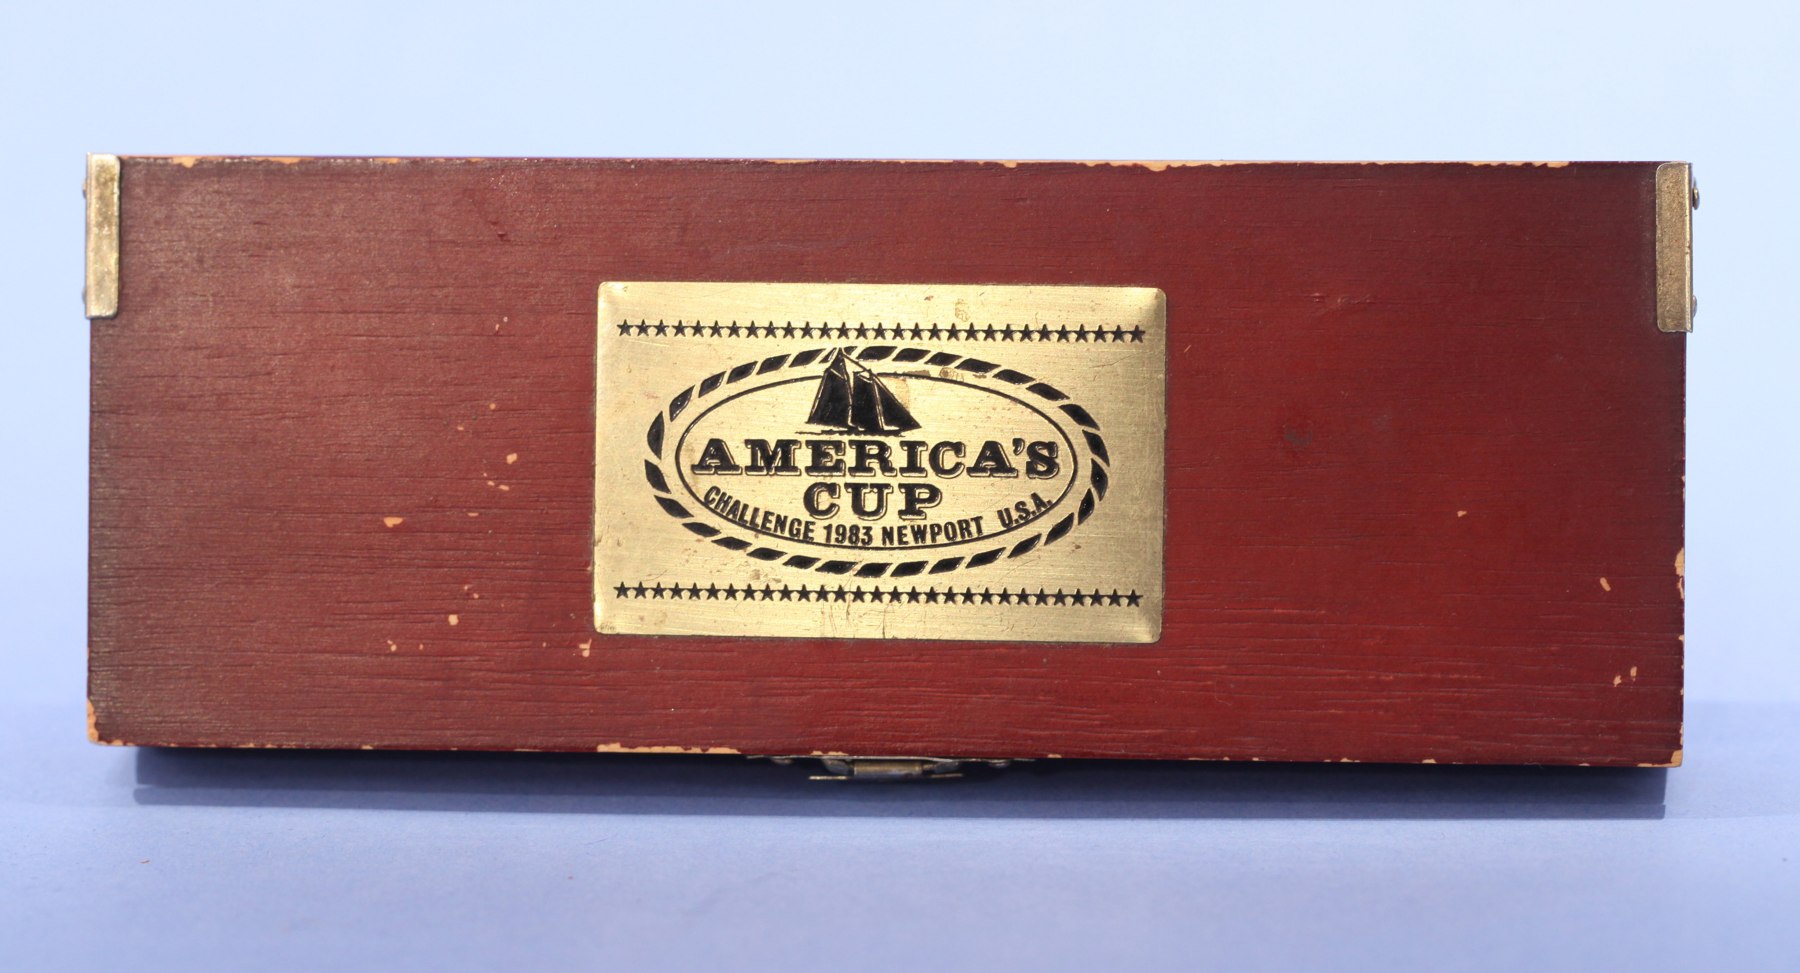 AMERICA'S
CUP
CHALLENGE 1983 NEWPORT U.S.A.